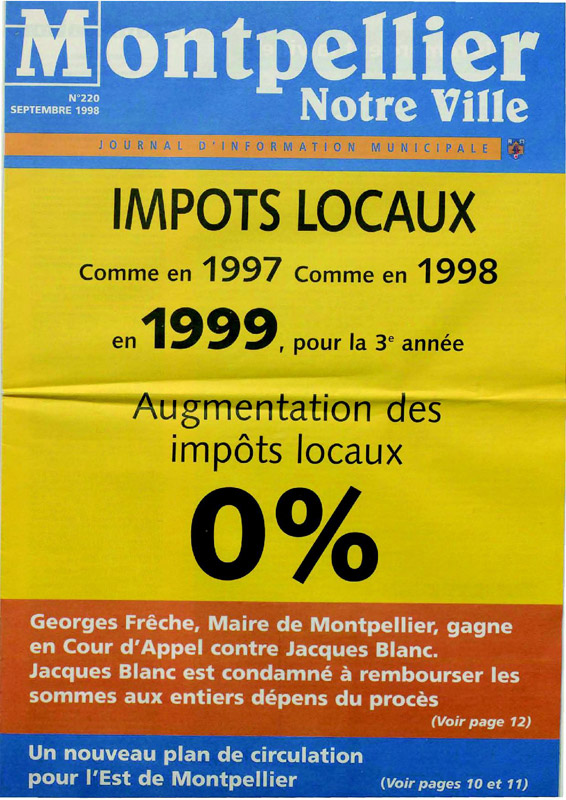 Montpellier
Notre Ville
N°220
SEPTEMBRE 1998
JOURNAL D'INFORMATION MUNICIPALE
IMPOTS LOCAUX
Comme en 1997 Comme en 1998
en 1999, pour la 3e année
Augmentation des
impôts locaux
0%
Georges Frêche, Maire de Montpellier, gagne
en Cour d'Appel contre Jacques Blanc.
Jacques Blanc est condamné à rembourser les
sommes aux entiers dépens du procès
(Voir page 12)
Un nouveau plan de circulation
pour l'Est de Montpellier
(Voir pages 10 et 11)